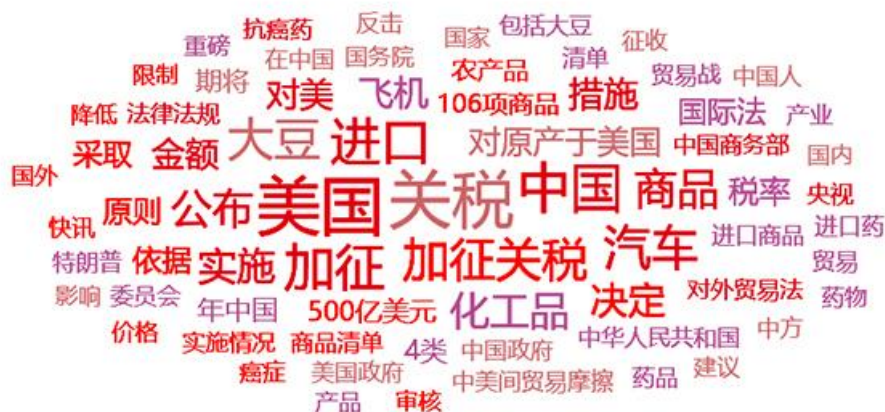 抗癌药 反击 包括大豆
重磅 在中国 国务院 国家 清单 征收
限制 期将 对美 飞机 农产品 措施 贸易战 中国人
降低 法律法规 106项商品 国际法 产业
采取 金额 大豆 进口 对原产于美国 中国商务部 国内
国外 原则 公布 美国 关税 中国 商品 税率 央视
快讯 汽车 进口商品 进口药
特朗普 依据 实施 加征 加征关税 贸易
影响 委员会 年中国 500亿美元 化工品 决定 对外贸易法 药物
价格 实施情况 商品清单 4类 中国政府 中华人民共和国 中方
癌症 美国政府 中美间贸易摩擦 药品 建议
产品 审核